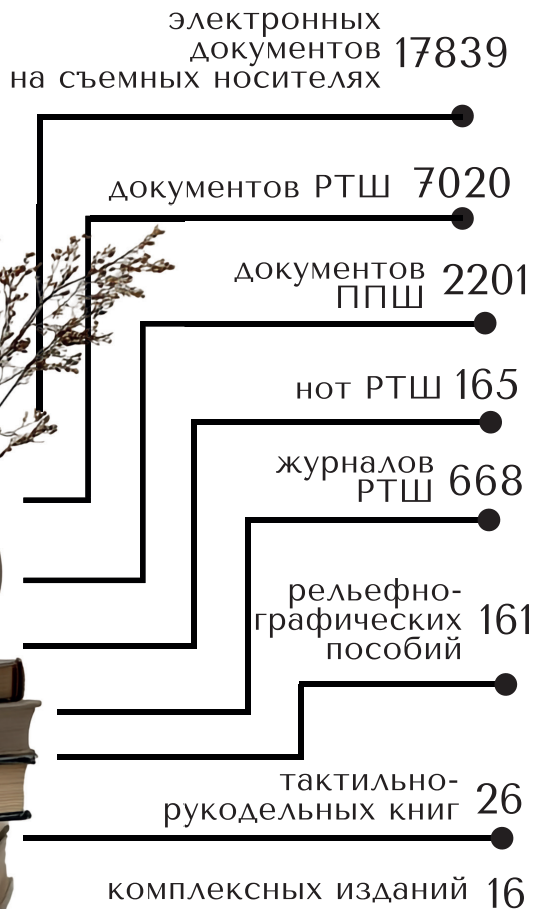 электронных
документов 17839
на съемных носителях
документов РТШ 7020
документов 2201
ППШ
нот РТШ 165
журналов 668
РТШ
рельефно-
графических 161
пособий
тактильно-
рукодельных книг 26
комплексных изданий 16